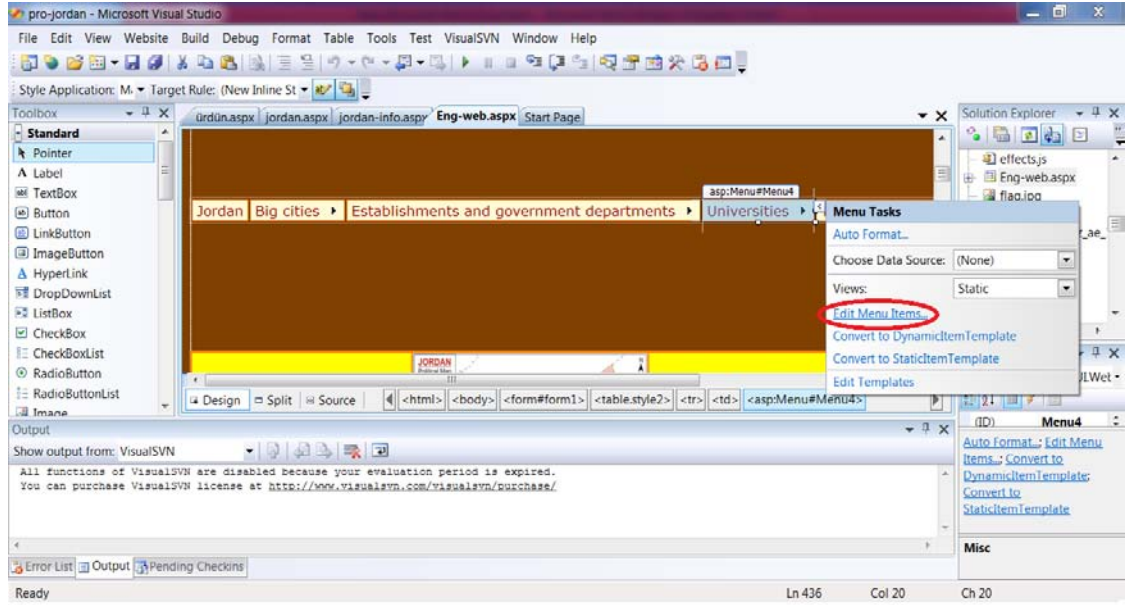 pro-jordan - Microsoft Visual Studio
File Edit View Website Build Debug Format Table Tools Test VisualSVN Window Help
Style Application: M. Target Rule: (New Inline St
Toolbox
Standard
Pointer
A Label
TextBox
Button
LinkButton
ImageButton
A HyperLink
DropDownList
ListBox
CheckBox
CheckBoxList
RadioButton
RadioButtonList
Image
ürdün.aspx jordan.aspx jordan-info.aspx Eng-web.aspx Start Page
asp:Menu#Menu4
Jordan Big cities Establishments and government departments Universities
JORDAN
Design Split Source <html> <body> <form#form1> <table.style2> <tr> <td> <asp:Menu#Menu4>
Menu Tasks
Auto Format...
Choose Data Source: (None)
Views: Static
Edit Menu Items...
Convert to DynamicItemTemplate
Convert to StaticItemTemplate
Edit Templates
Solution Explorer
effects.js
Eng-web.aspx
flag.jpg
_ae_
(ID) Menu4
Auto Format...; Edit Menu
Items...; Convert to
DynamicItemTemplate;
Convert to
StaticItemTemplate
Misc
Output
Show output from: VisualSVN
All functions of VisualSVN are disabled because your evaluation period is expired.
You can purchase VisualSVN license at http://www.visualsvn.com/visualsvn/purchase/
Error List Output Pending Checkins
Ready Ln 436 Col 20 Ch 20